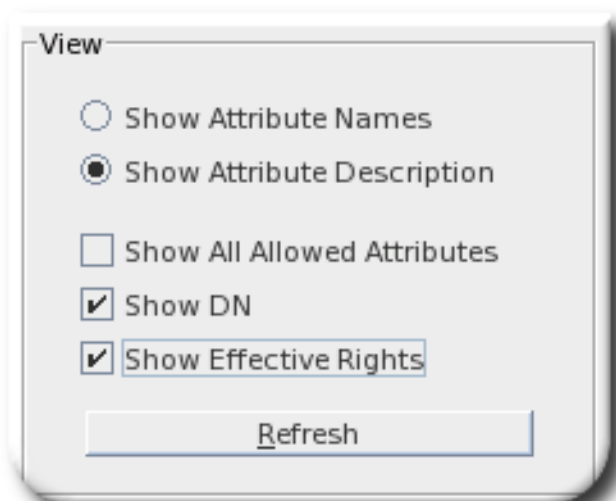 View
Show Attribute Names
Show Attribute Description
Show All Allowed Attributes
Show DN
Show Effective Rights
Refresh